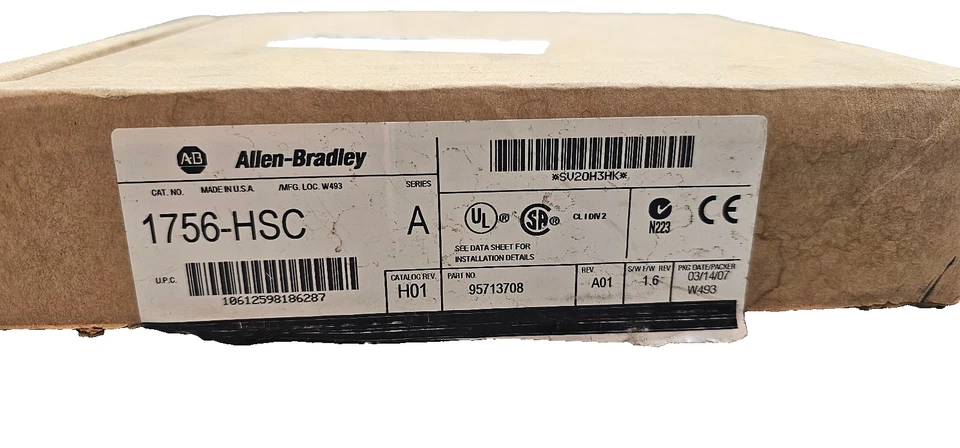 A·B Allen-Bradley
CAT. NO. MADE IN U.S.A. /MFG. LOC. W493 SERIES
1756-HSC A
U.P.C.
10612598186287
CATALOG REV.
H01
*SV20H3HK*
UL ® SA ® CL I DIV 2
SEE DATA SHEET FOR
INSTALLATION DETAILS
N223
CE
PART NO.
95713708
REV
A01
S/W F/W REV
1.6
PKG DATE/PACKER
03/14/07
W493